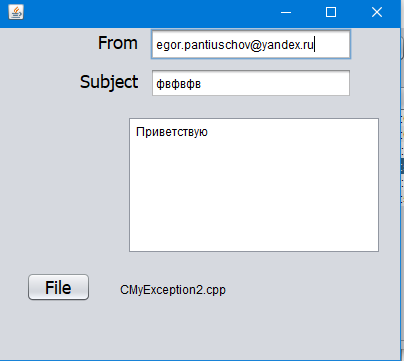 From egor.pantiuschov@yandex.ru
Subject фвфвфв
Приветствую
File CMyException2.cpp